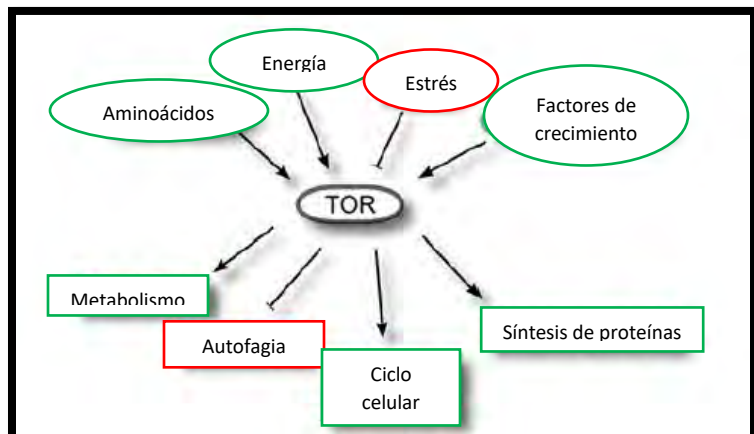 Energía
Estrés
Aminoácidos
Factores de
crecimiento
TOR
Metabolismo
Síntesis de proteínas
Autofagia
Ciclo
celular